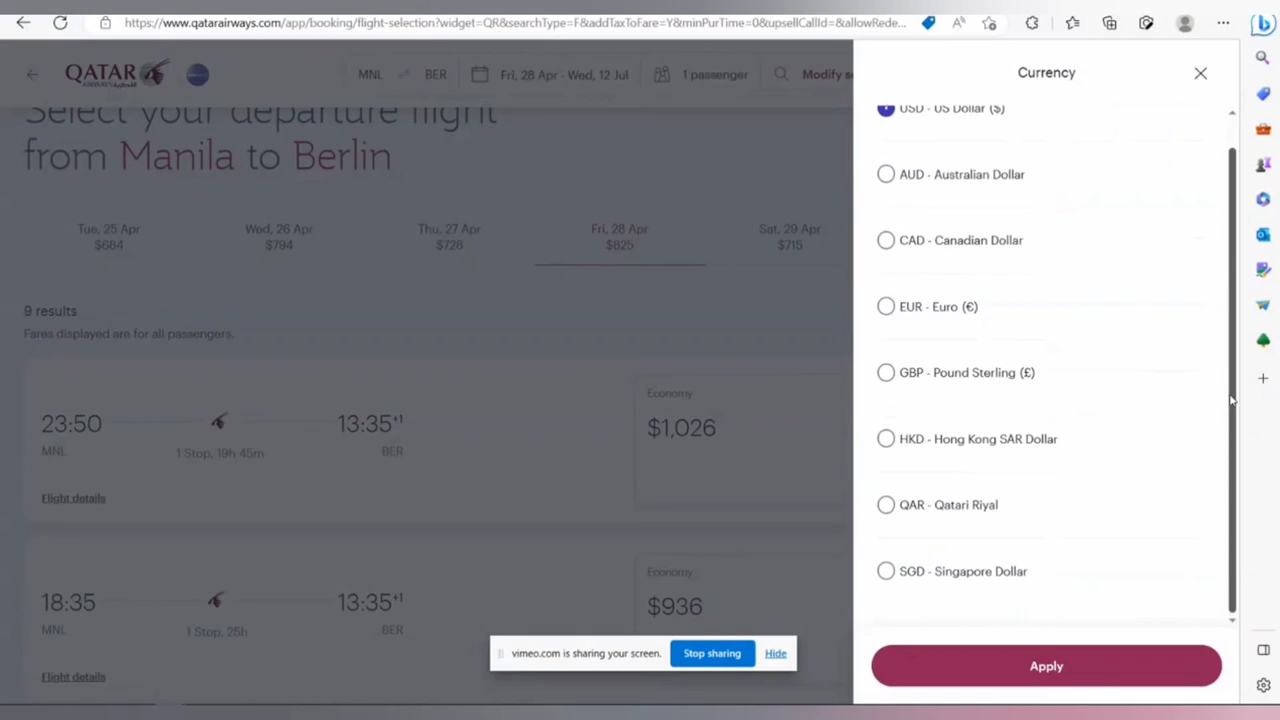 https://www.qatarairways.com/app/booking/flight-selection?widget=QR&searchType=F&addTaxToFare=Y&minPurTime=0&upsellCallId=&allowRede...
QATAR
AIRWAYS
MNL
BER
Fri, 28 Apr - Wed, 12 Jul
1 passenger
Modify se
Select your departure flight
from Manila to Berlin
Tue, 25 Apr
$684
Wed, 26 Apr
$794
Thu, 27 Apr
$728
Fri, 28 Apr
$825
Sat, 29 Apr
$715
9 results
Fares displayed are for all passengers.
23:50
13:35+1
MNL
1 Stop, 19h 45m
BER
Flight details
Economy
$1,026
18:35
13:35+1
MNL
1 Stop, 25h
BER
Flight details
Economy
$936
Currency
USD - US Dollar ($)
AUD - Australian Dollar
CAD - Canadian Dollar
EUR - Euro (€)
GBP - Pound Sterling (£)
HKD - Hong Kong SAR Dollar
QAR - Qatari Riyal
SGD - Singapore Dollar
Apply
vimeo.com is sharing your screen.
Stop sharing
Hide